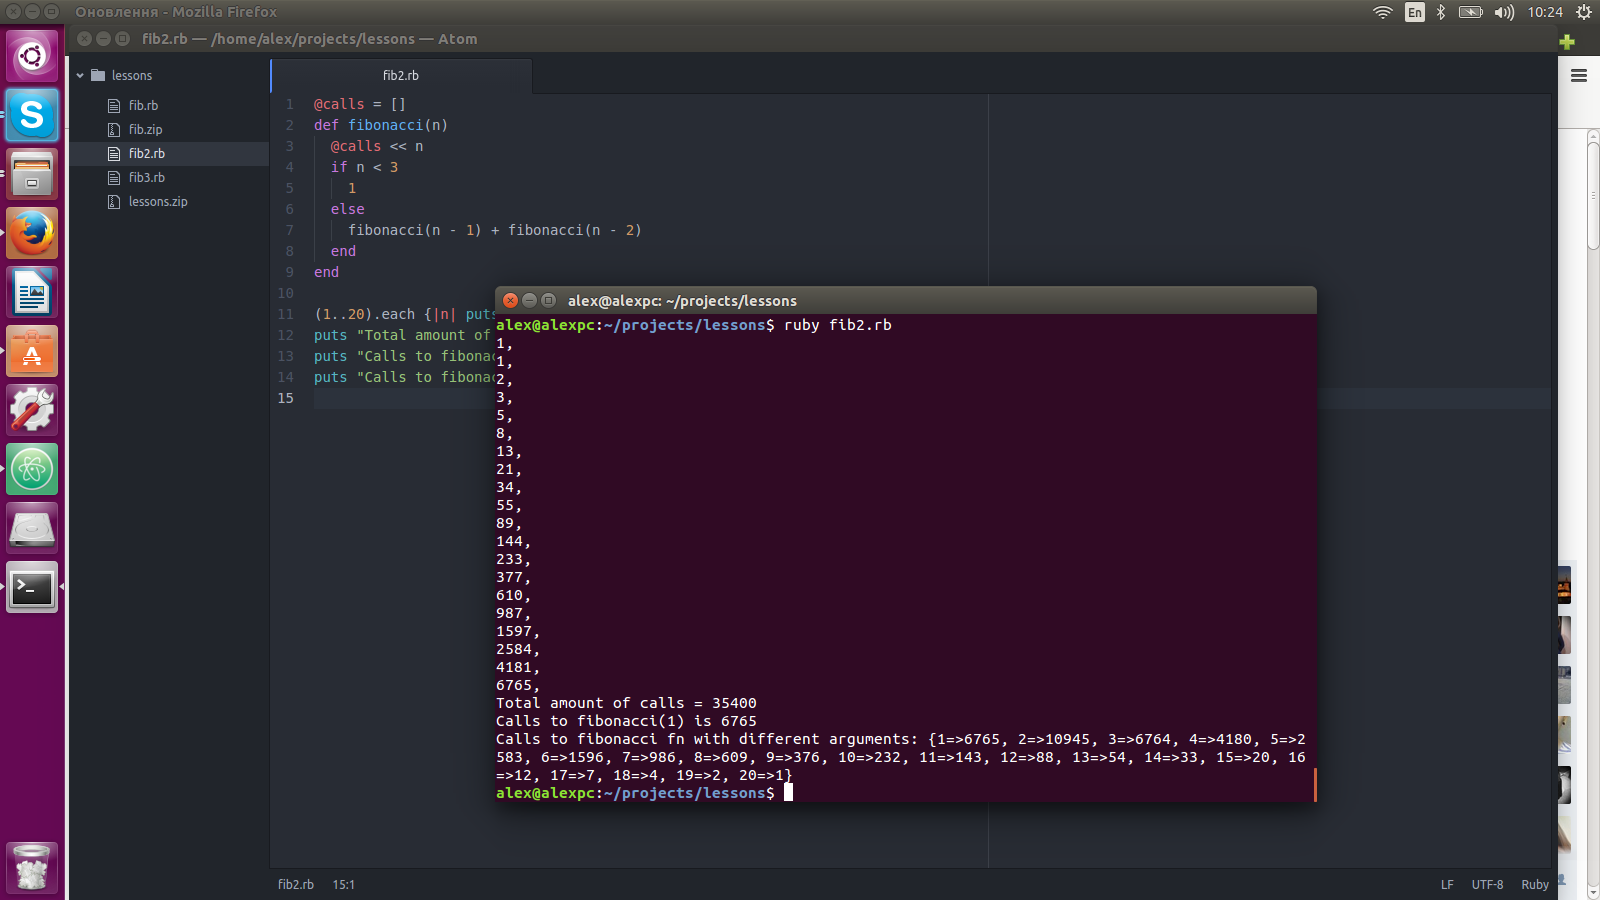 Оновлення - Mozilla Firefox
En
10:24
fib2.rb — /home/alex/projects/lessons — Atom
lessons
fib.rb
fib.zip
fib2.rb
fib3.rb
lessons.zip
fib2.rb
1 @calls = []
2 def fibonacci(n)
3 @calls << n
4 if n < 3
5 1
6 else
7 fibonacci(n - 1) + fibonacci(n - 2)
8 end
9 end
10
11 (1..20).each {|n| puts
12 puts "Total amount of
13 puts "Calls to fibonac
14 puts "Calls to fibonac
15
alex@alexpc: ~/projects/lessons
alex@alexpc:~/projects/lessons$ ruby fib2.rb
1,
1,
2,
3,
5,
8,
13,
21,
34,
55,
89,
144,
233,
377,
610,
987,
1597,
2584,
4181,
6765,
Total amount of calls = 35400
Calls to fibonacci(1) is 6765
Calls to fibonacci fn with different arguments: {1=>6765, 2=>10945, 3=>6764, 4=>4180, 5=>2
583, 6=>1596, 7=>986, 8=>609, 9=>376, 10=>232, 11=>143, 12=>88, 13=>54, 14=>33, 15=>20, 16
=>12, 17=>7, 18=>4, 19=>2, 20=>1}
alex@alexpc:~/projects/lessons$
fib2.rb 15:1
LF UTF-8 Ruby